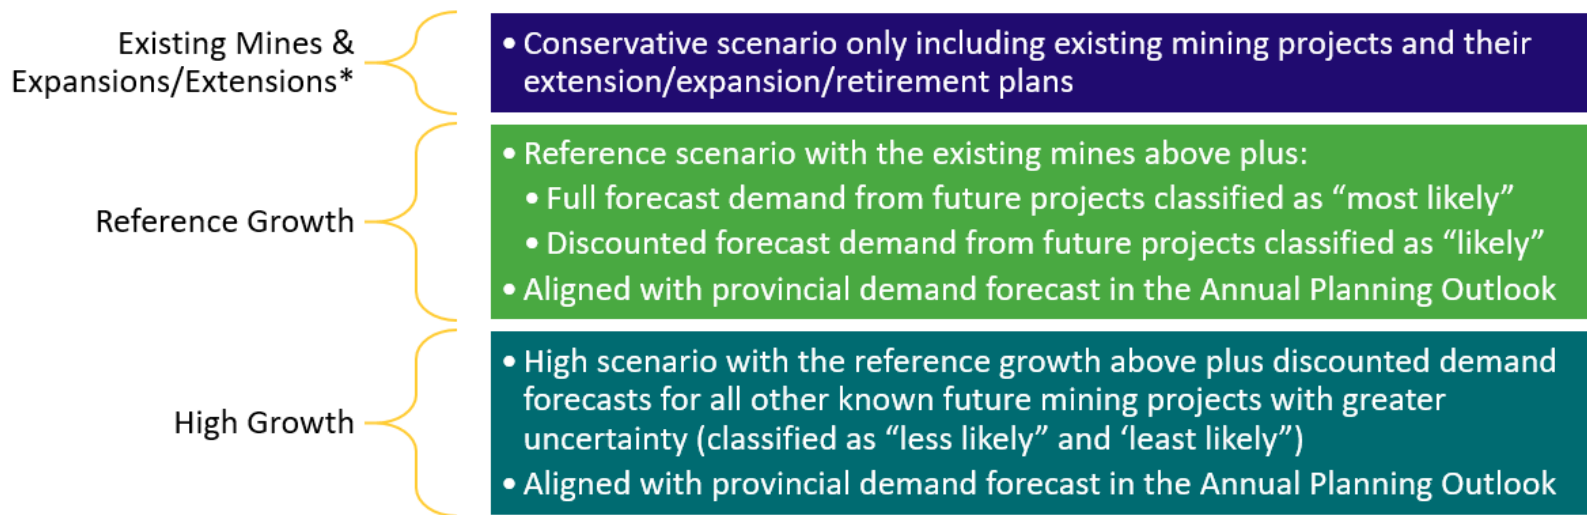 Existing Mines &
Expansions/Extensions*
• Conservative scenario only including existing mining projects and their
extension/expansion/retirement plans
Reference Growth
• Reference scenario with the existing mines above plus:
• Full forecast demand from future projects classified as “most likely”
• Discounted forecast demand from future projects classified as “likely”
• Aligned with provincial demand forecast in the Annual Planning Outlook
High Growth
• High scenario with the reference growth above plus discounted demand
forecasts for all other known future mining projects with greater
uncertainty (classified as “less likely” and ‘least likely”)
• Aligned with provincial demand forecast in the Annual Planning Outlook